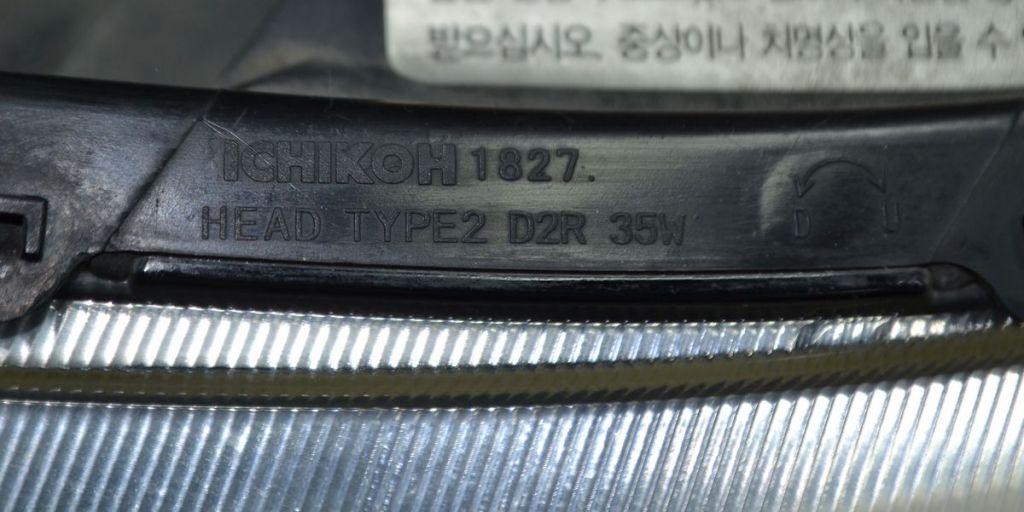 받으십시오. 중상이나 치명상을 입을 수
ICHIKOH 1827.
HEAD TYPE2 D2R 35W
D U